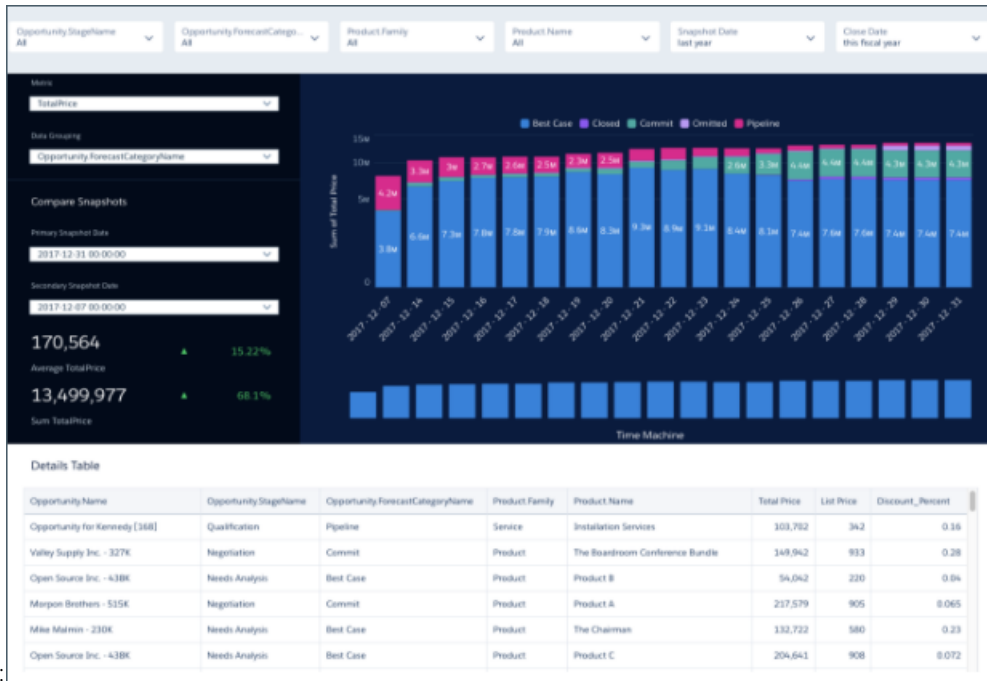 Opportunity.StageName
All
Opportunity.ForecastCatego...
All
Product.Family
All
Product.Name
All
Snapshot Date
last year
Close Date
this fiscal year
Metric
TotalPrice
Data Grouping
Opportunity.ForecastCategoryName
Compare Snapshots
Primary Snapshot Date
2017-12-31 00:00:00
Secondary Snapshot Date
2017-12-07 00:00:00
170,564
15.22%
Average TotalPrice
13,499,977
68.1%
Sum TotalPrice
Best Case Closed Commit Omitted Pipeline
Sum of Total Price
15M
10M
5M
0
4.2M 3.3M 3M 2.7M 2.6M 2.5M 2.3M 2.5M 2.6M 3.3M 4.4M 4.4M 4.4M 4.3M 4.3M 4.3M
3.8M 6.6M 7.3M 7.8M 7.8M 7.9M 8.6M 8.3M 9.3M 8.9M 9.1M 8.4M 8.1M 7.4M 7.6M 7.6M 7.4M 7.4M 7.4M
2017-12-07 2017-12-14 2017-12-15 2017-12-16 2017-12-17 2017-12-18 2017-12-19 2017-12-20 2017-12-21 2017-12-22 2017-12-23 2017-12-24 2017-12-25 2017-12-26 2017-12-27 2017-12-28 2017-12-29 2017-12-30 2017-12-31
Time Machine
Details Table
Opportunity.Name Opportunity.StageName Opportunity.ForecastCategoryName Product.Family Product.Name Total Price List Price Discount_Percent
Opportunity for Kennedy [168] Qualification Pipeline Service Installation Services 103,702 342 0.16
Valley Supply Inc. - 327K Negotiation Commit Product The Boardroom Conference Bundle 149,942 933 0.28
Open Source Inc. - 438K Needs Analysis Best Case Product Product B 54,042 220 0.04
Morpon Brothers - 515K Negotiation Commit Product Product A 217,579 905 0.065
Mike Malmin - 230K Needs Analysis Best Case Product The Chairman 132,722 580 0.23
Open Source Inc. - 438K Needs Analysis Best Case Product Product C 204,641 908 0.072